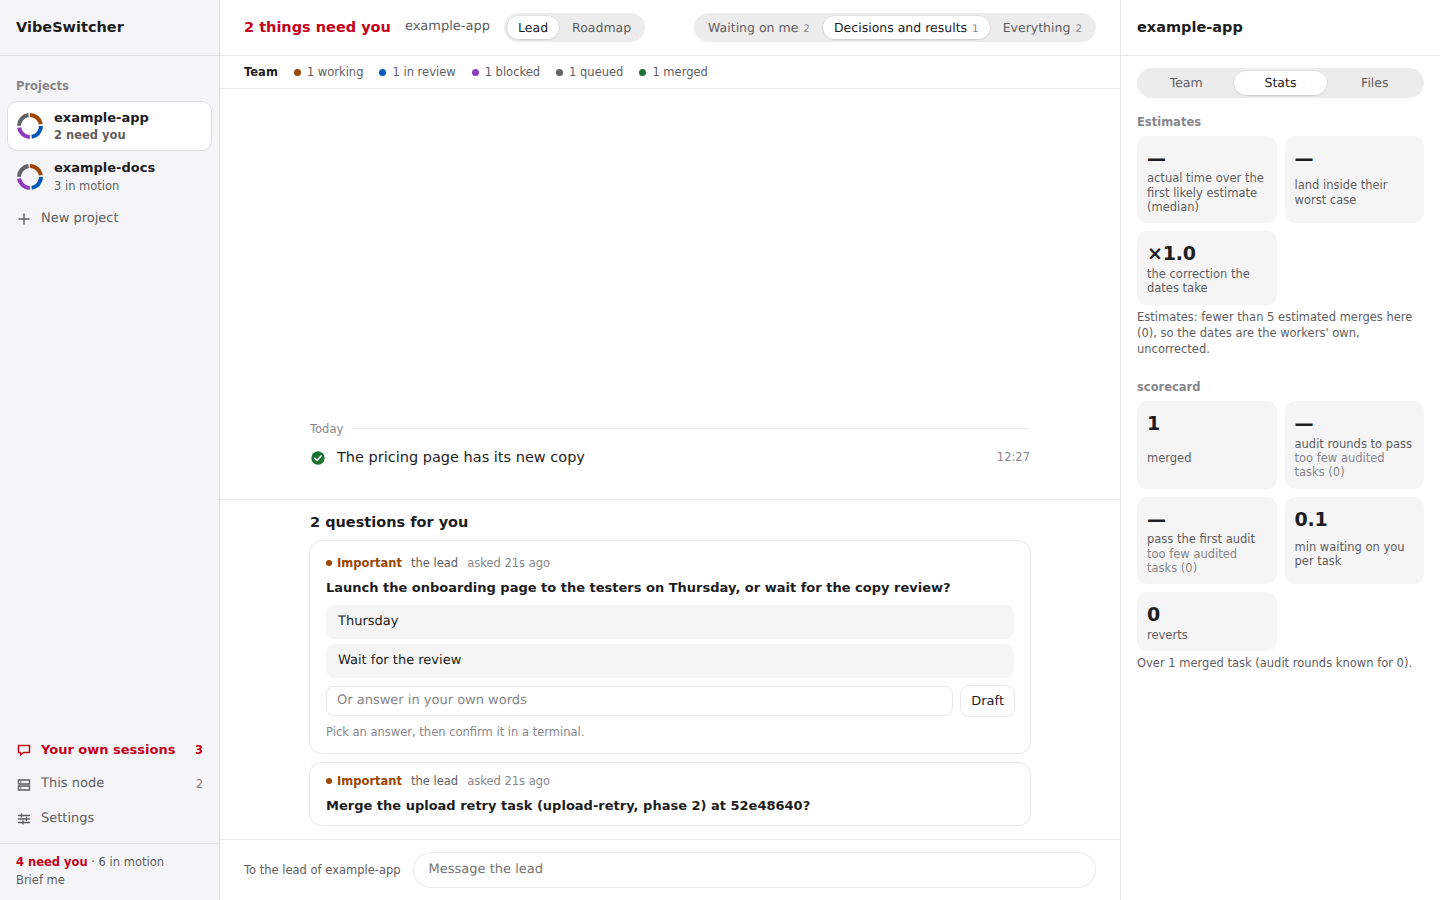 VibeSwitcher
Projects
example-app
2 need you
example-docs
3 in motion
New project
Your own sessions 3
This node 2
Settings
4 need you · 6 in motion
Brief me
2 things need you example-app Lead Roadmap Waiting on me 2 Decisions and results 1 Everything 2
Team 1 working 1 in review 1 blocked 1 queued 1 merged
Today
The pricing page has its new copy 12:27
2 questions for you
Important the lead asked 21s ago
Launch the onboarding page to the testers on Thursday, or wait for the copy review?
Thursday
Wait for the review
Or answer in your own words Draft
Pick an answer, then confirm it in a terminal.
Important the lead asked 21s ago
Merge the upload retry task (upload-retry, phase 2) at 52e48640?
To the lead of example-app Message the lead
example-app
Team Stats Files
Estimates
—
actual time over the
first likely estimate
(median)
—
land inside their
worst case
×1.0
the correction the
dates take
Estimates: fewer than 5 estimated merges here
(0), so the dates are the workers' own,
uncorrected.
scorecard
1
merged
—
audit rounds to pass
too few audited
tasks (0)
—
pass the first audit
too few audited
tasks (0)
0.1
min waiting on you
per task
0
reverts
Over 1 merged task (audit rounds known for 0).